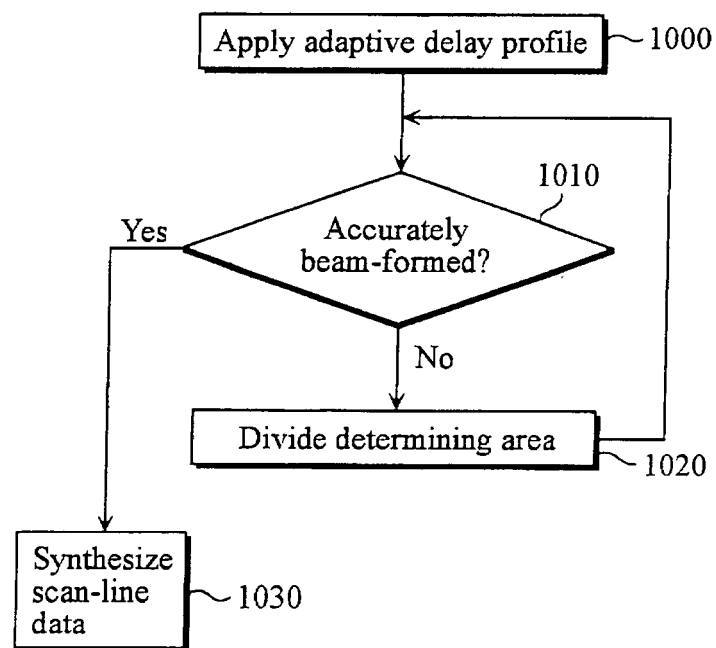 Apply adaptive delay profile
1000
1010
Yes
Accurately
beam-formed?
No
Divide determining area
1020
Synthesize
scan-line
data
1030